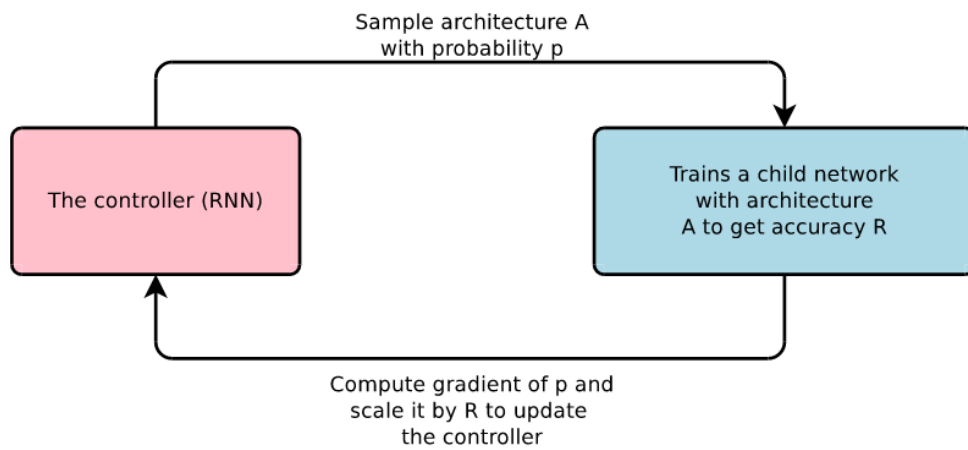 Sample architecture A
with probability p
The controller (RNN)
Trains a child network
with architecture
A to get accuracy R
Compute gradient of p and
scale it by R to update
the controller